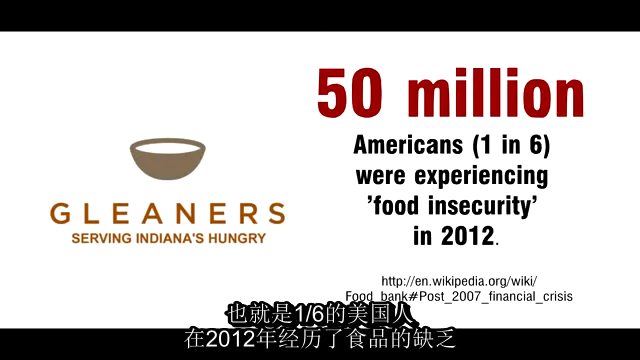 GLEANERS
SERVING INDIANA'S HUNGRY
50 million
Americans (1 in 6)
were experiencing
’food insecurity’
in 2012.
http://en.wikipedia.org/wiki/
Food_bank#Post_2007_financial_crisis
也就是1/6的美国人
在2012年经历了食品的缺乏